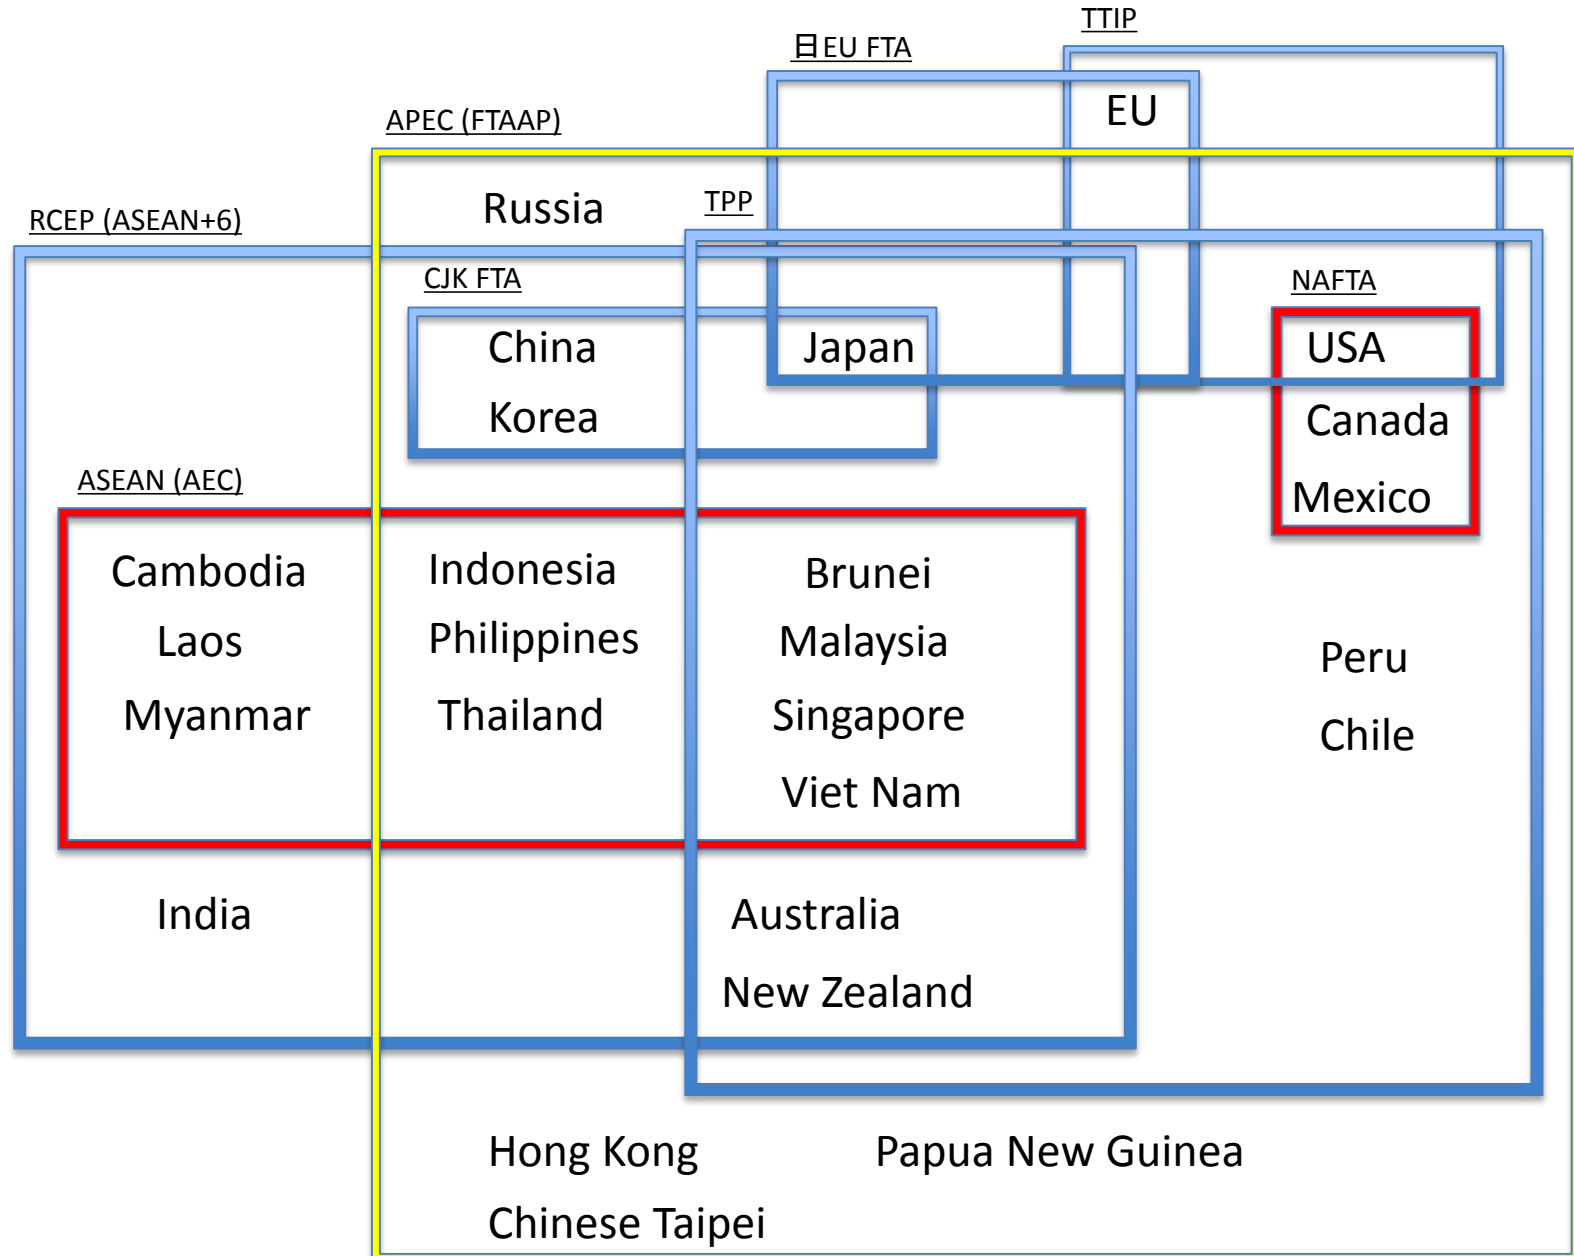 TTIP
日EU FTA
EU
APEC (FTAAP)
Russia
TPP
RCEP (ASEAN+6)
CJK FTA
NAFTA
China
Japan
USA
Korea
Canada
ASEAN (AEC)
Mexico
Cambodia
Indonesia
Brunei
Laos
Philippines
Malaysia
Peru
Myanmar
Thailand
Singapore
Chile
Viet Nam
India
Australia
New Zealand
Hong Kong
Papua New Guinea
Chinese Taipei